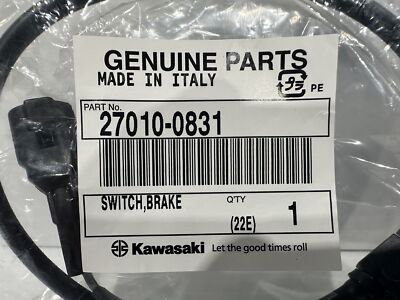 GENUINE PARTS
MADE IN ITALY
PE
PART No.
27010-0831
SWITCH,BRAKE
Q'TY
(22E)
1
Kawasaki Let the good times roll